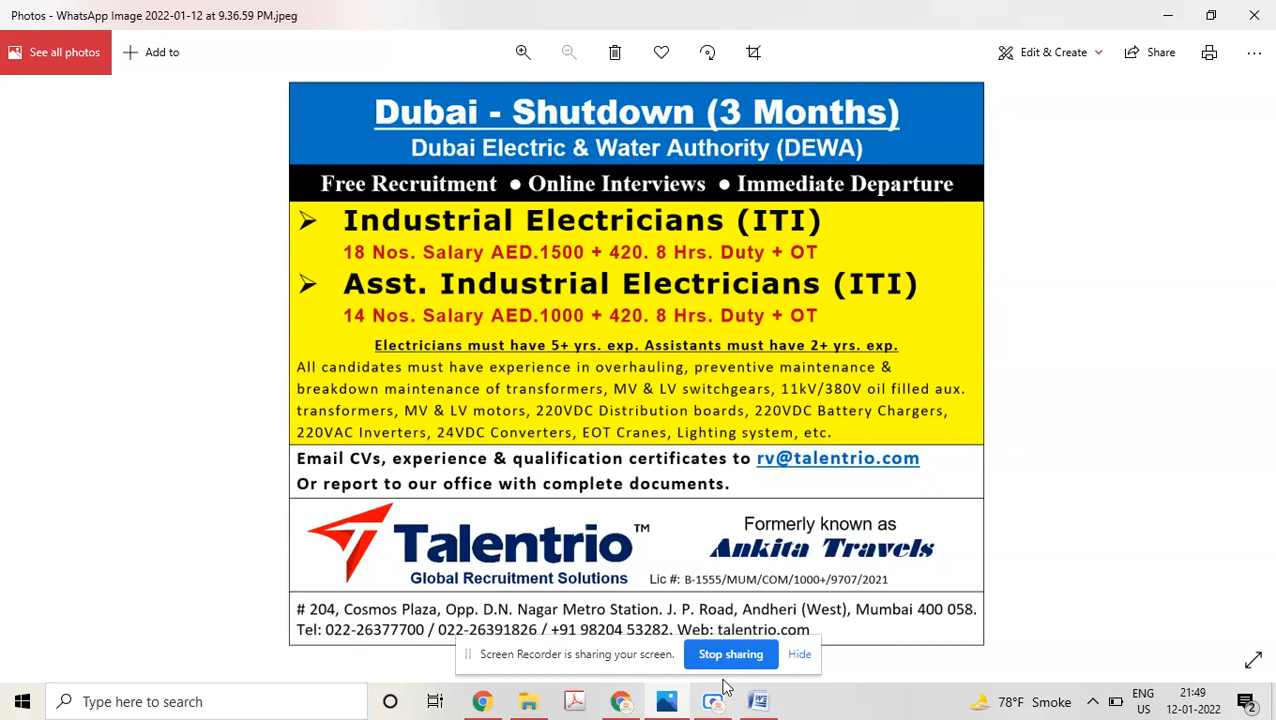 Photos - WhatsApp Image 2022-01-12 at 9.36.59 PM.jpeg
See all photos
Add to
Edit & Create
Share
Dubai - Shutdown (3 Months)
Dubai Electric & Water Authority (DEWA)
Free Recruitment ● Online Interviews ● Immediate Departure
➢ Industrial Electricians (ITI)
18 Nos. Salary AED.1500 + 420. 8 Hrs. Duty + OT
➢ Asst. Industrial Electricians (ITI)
14 Nos. Salary AED.1000 + 420. 8 Hrs. Duty + OT
Electricians must have 5+ yrs. exp. Assistants must have 2+ yrs. exp.
All candidates must have experience in overhauling, preventive maintenance &
breakdown maintenance of transformers, MV & LV switchgears, 11kV/380V oil filled aux.
transformers, MV & LV motors, 220VDC Distribution boards, 220VDC Battery Chargers,
220VAC Inverters, 24VDC Converters, EOT Cranes, Lighting system, etc.
Email CVs, experience & qualification certificates to rv@talentrio.com
Or report to our office with complete documents.
Talentrio™
Global Recruitment Solutions
Formerly known as
Ankita Travels
Lic #: B-1555/MUM/COM/1000+/9707/2021
# 204, Cosmos Plaza, Opp. D.N. Nagar Metro Station. J. P. Road, Andheri (West), Mumbai 400 058.
Tel: 022-26377700 / 022-26391826 / +91 98204 53282. Web: talentrio.com
Screen Recorder is sharing your screen.
Stop sharing
Hide
Type here to search
78°F Smoke
ENG
US
21:49
12-01-2022
2